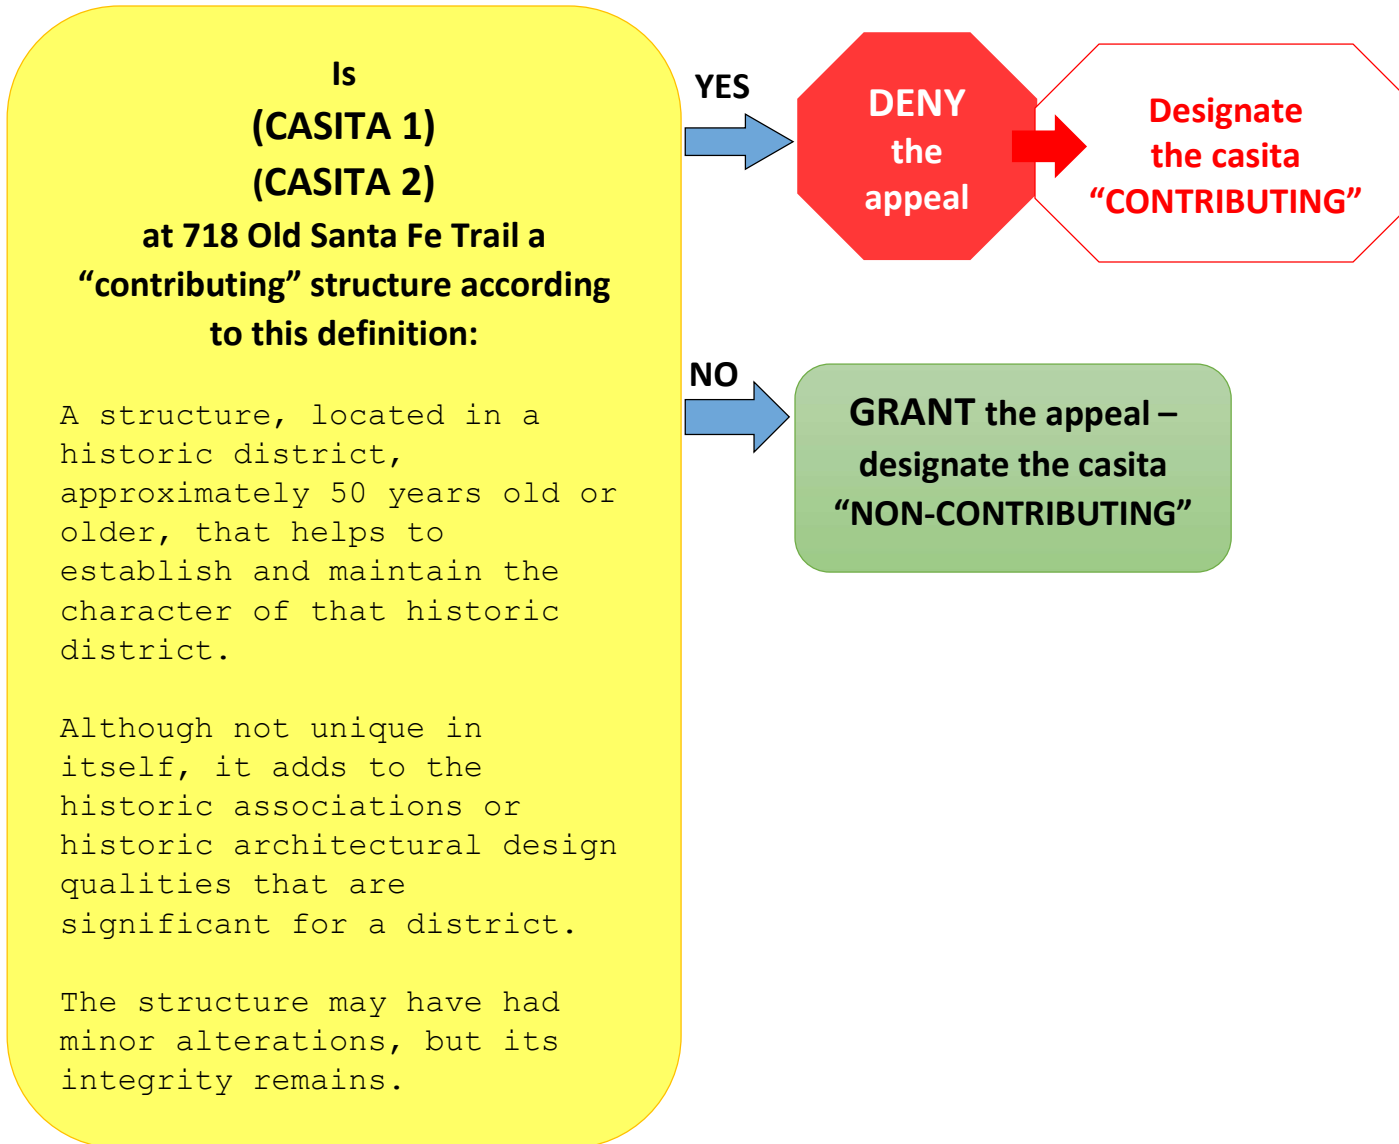 Is
(CASITA 1)
(CASITA 2)
at 718 Old Santa Fe Trail a
“contributing” structure according
to this definition:
A structure, located in a
historic district,
approximately 50 years old or
older, that helps to
establish and maintain the
character of that historic
district.
Although not unique in
itself, it adds to the
historic associations or
historic architectural design
qualities that are
significant for a district.
The structure may have had
minor alterations, but its
integrity remains.
YES
DENY
the
appeal
Designate
the casita
“CONTRIBUTING”
NO
GRANT the appeal –
designate the casita
“NON-CONTRIBUTING”